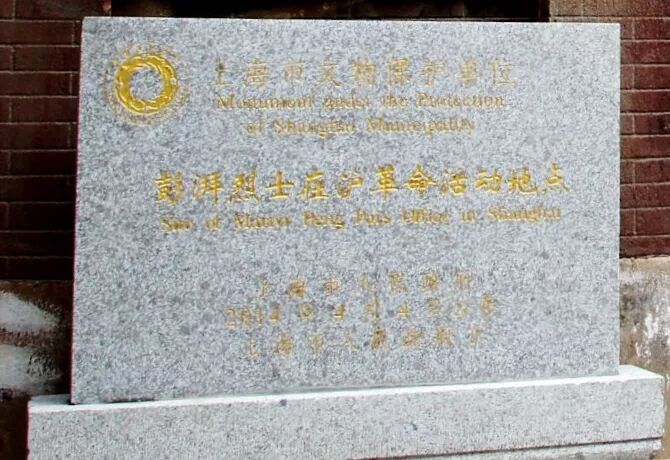 上海市文物保护单位
Monument under the Protection
of Shanghai Municipality
彭湃烈士在沪革命活动地点
Site of Martyr Peng Pai's Office in Shanghai
上海市人民政府
2014年4月4日公布
上海市人民政府立